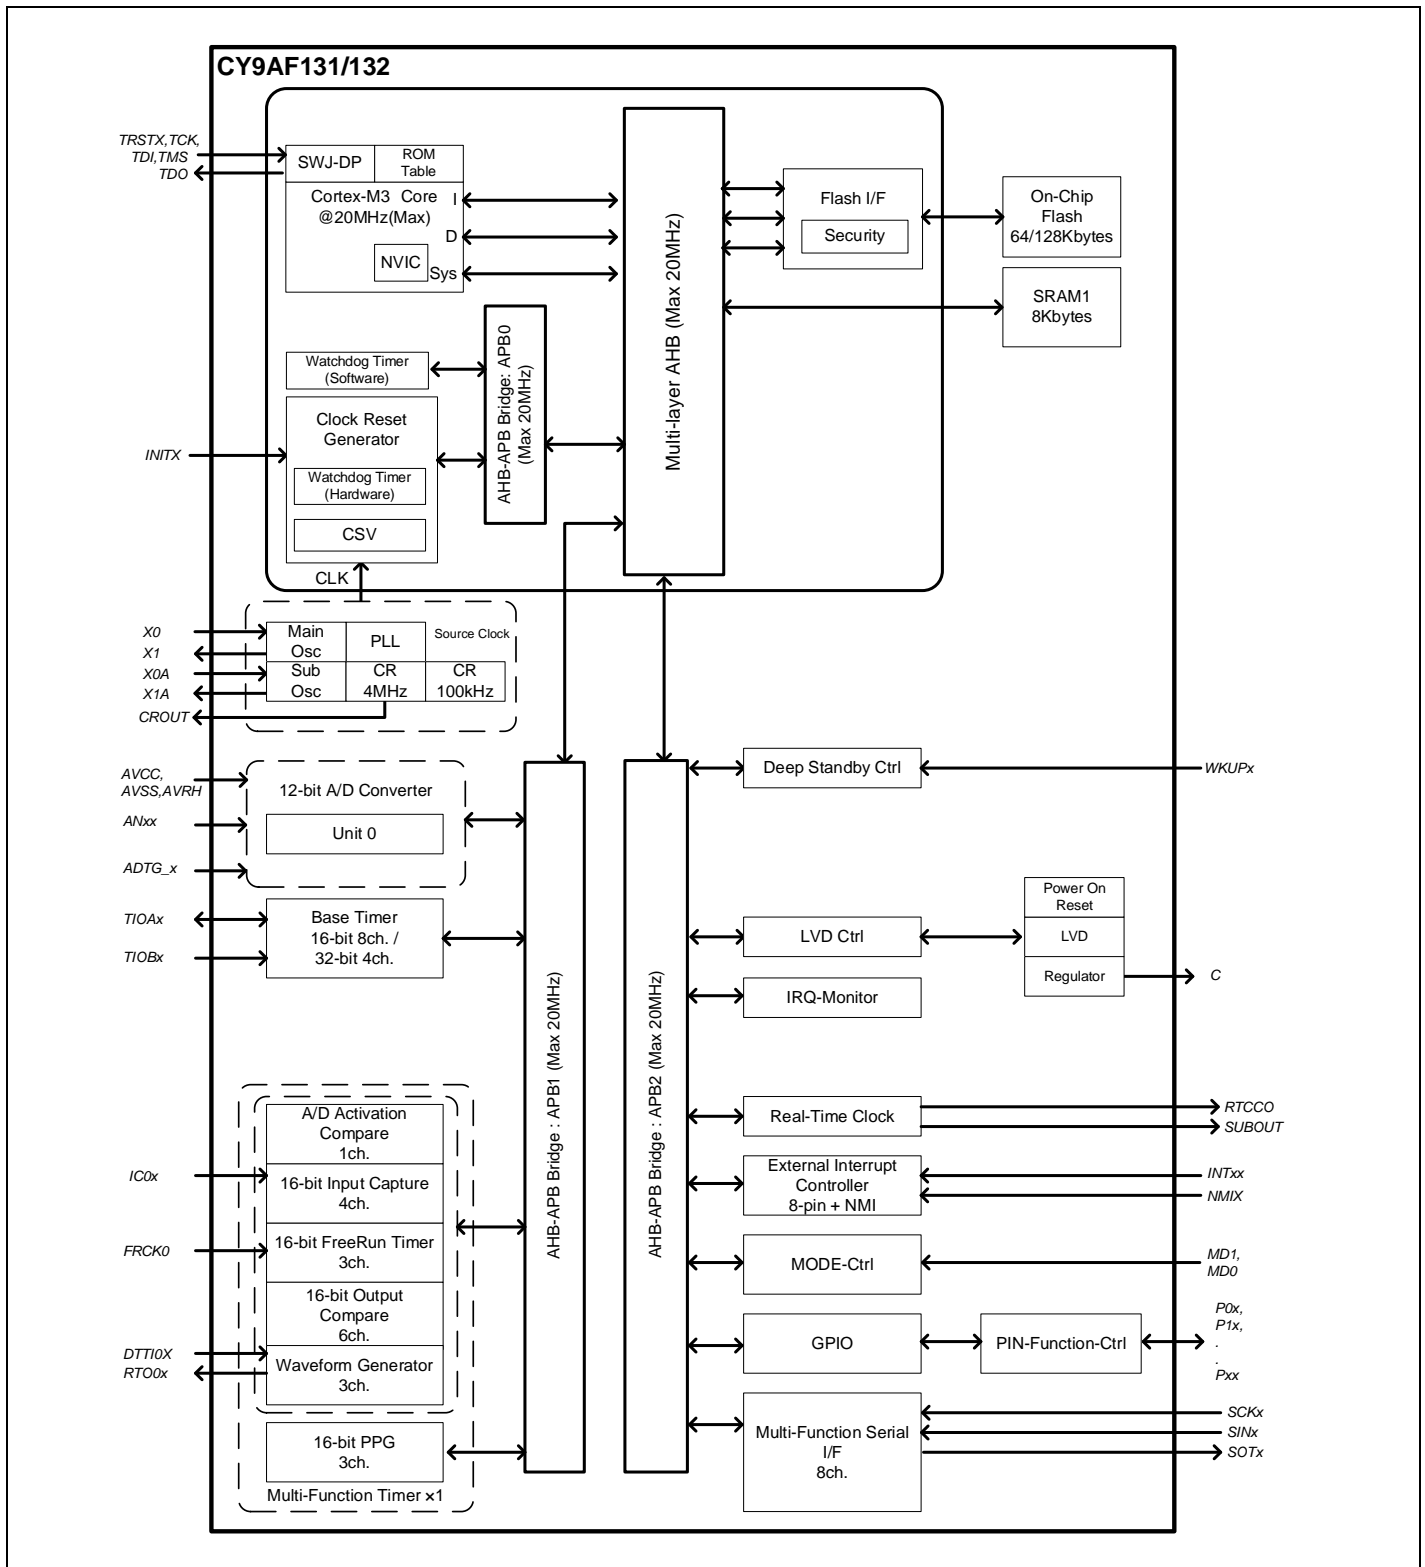 CY9AF131/132
TRSTX,TCK,
TDI,TMS
TDO
SWJ-DP
ROM
Table
Cortex-M3 Core
@20MHz(Max)
I
D
NVIC
Sys
Multi-layer AHB (Max 20MHz)
Flash I/F
Security
On-Chip
Flash
64/128Kbytes
SRAM1
8Kbytes
Watchdog Timer
(Software)
AHB-APB Bridge: APB0
(Max 20MHz)
INITX
Clock Reset
Generator
Watchdog Timer
(Hardware)
CSV
CLK
X0
X1
X0A
X1A
CROUT
Main
Osc
PLL
Source Clock
Sub
Osc
CR
4MHz
CR
100kHz
AVCC,
AVSS,AVRH
ANxx
ADTG_x
12-bit A/D Converter
Unit 0
TIOAx
TIOBx
Base Timer
16-bit 8ch. /
32-bit 4ch.
AHB-APB Bridge : APB1 (Max 20MHz)
AHB-APB Bridge : APB2 (Max 20MHz)
Deep Standby Ctrl
WKUPx
LVD Ctrl
Power On
Reset
LVD
Regulator
C
IRQ-Monitor
Real-Time Clock
RTCCO
SUBOUT
External Interrupt
Controller
8-pin + NMI
INTxx
NMIX
MODE-Ctrl
MD1,
MD0
GPIO
PIN-Function-Ctrl
P0x,
P1x,
.
.
Pxx
Multi-Function Serial
I/F
8ch.
SCKx
SINx
SOTx
IC0x
FRCK0
DTTI0X
RTO0x
A/D Activation
Compare
1ch.
16-bit Input Capture
4ch.
16-bit FreeRun Timer
3ch.
16-bit Output
Compare
6ch.
Waveform Generator
3ch.
16-bit PPG
3ch.
Multi-Function Timer ×1